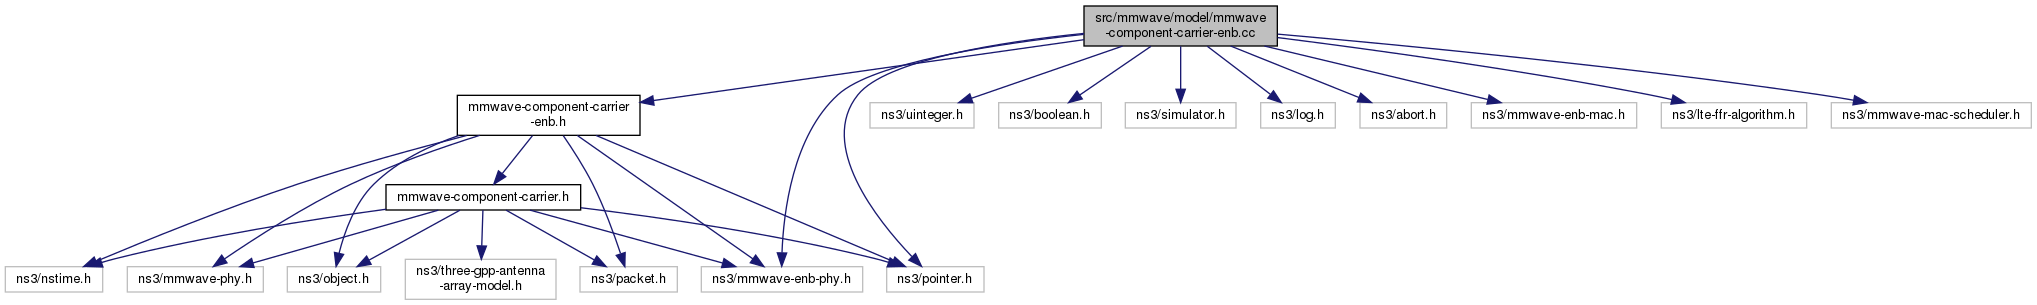 src/mmwave/model/mmwave
-component-carrier-enb.cc
mmwave-component-carrier
-enb.h
ns3/uinteger.h
ns3/boolean.h
ns3/simulator.h
ns3/log.h
ns3/abort.h
ns3/mmwave-enb-mac.h
ns3/lte-ffr-algorithm.h
ns3/mmwave-mac-scheduler.h
mmwave-component-carrier.h
ns3/nstime.h
ns3/mmwave-phy.h
ns3/object.h
ns3/three-gpp-antenna
-array-model.h
ns3/packet.h
ns3/mmwave-enb-phy.h
ns3/pointer.h